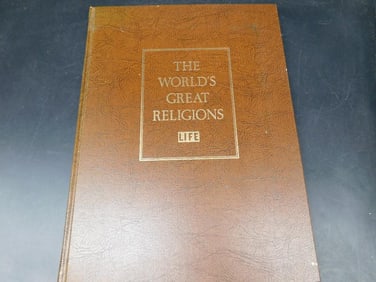 THE
WORLD'S
GREAT
RELIGIONS
LIFE